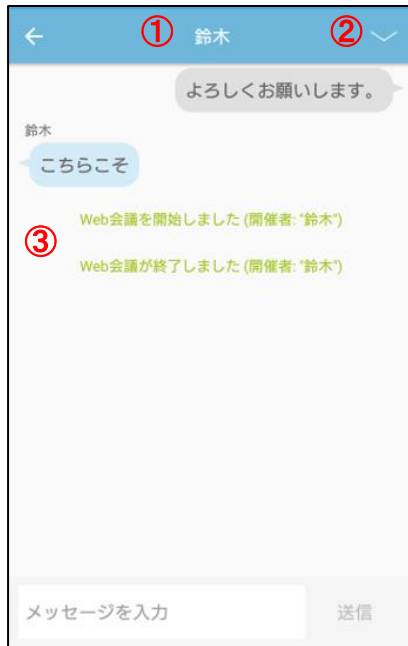 ① 鈴木 ②
よろしくお願いします。
鈴木
こちらこそ
Web会議を開始しました (開催者: "鈴木")
③
Web会議が終了しました (開催者: "鈴木")
メッセージを入力 送信